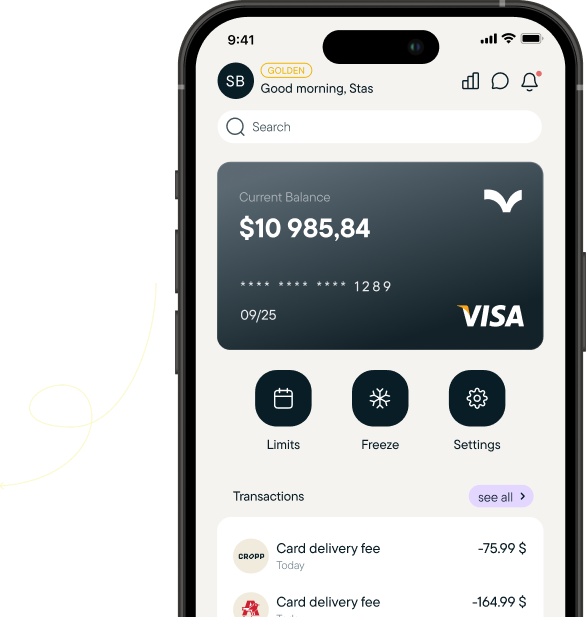 9:41
SB
GOLDEN
Good morning, Stas
Search
Current Balance
$10 985,84
**** **** **** 1289
09/25
VISA
Limits
Freeze
Settings
Transactions
see all
CROPP
Card delivery fee
-75.99 $
Today
Card delivery fee
-164.99 $